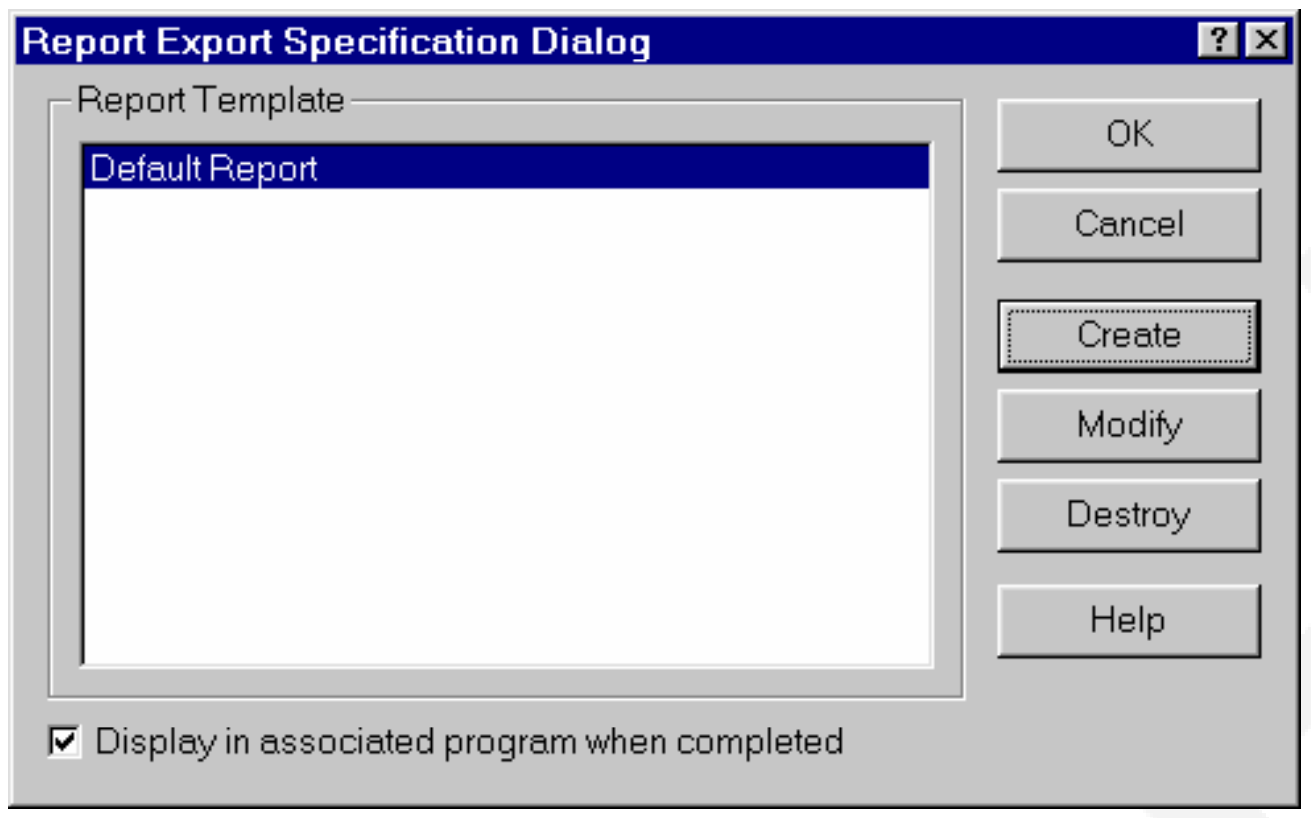 Report Export Specification Dialog
Report Template
Default Report
OK
Cancel
Create
Modify
Destroy
Help
Display in associated program when completed